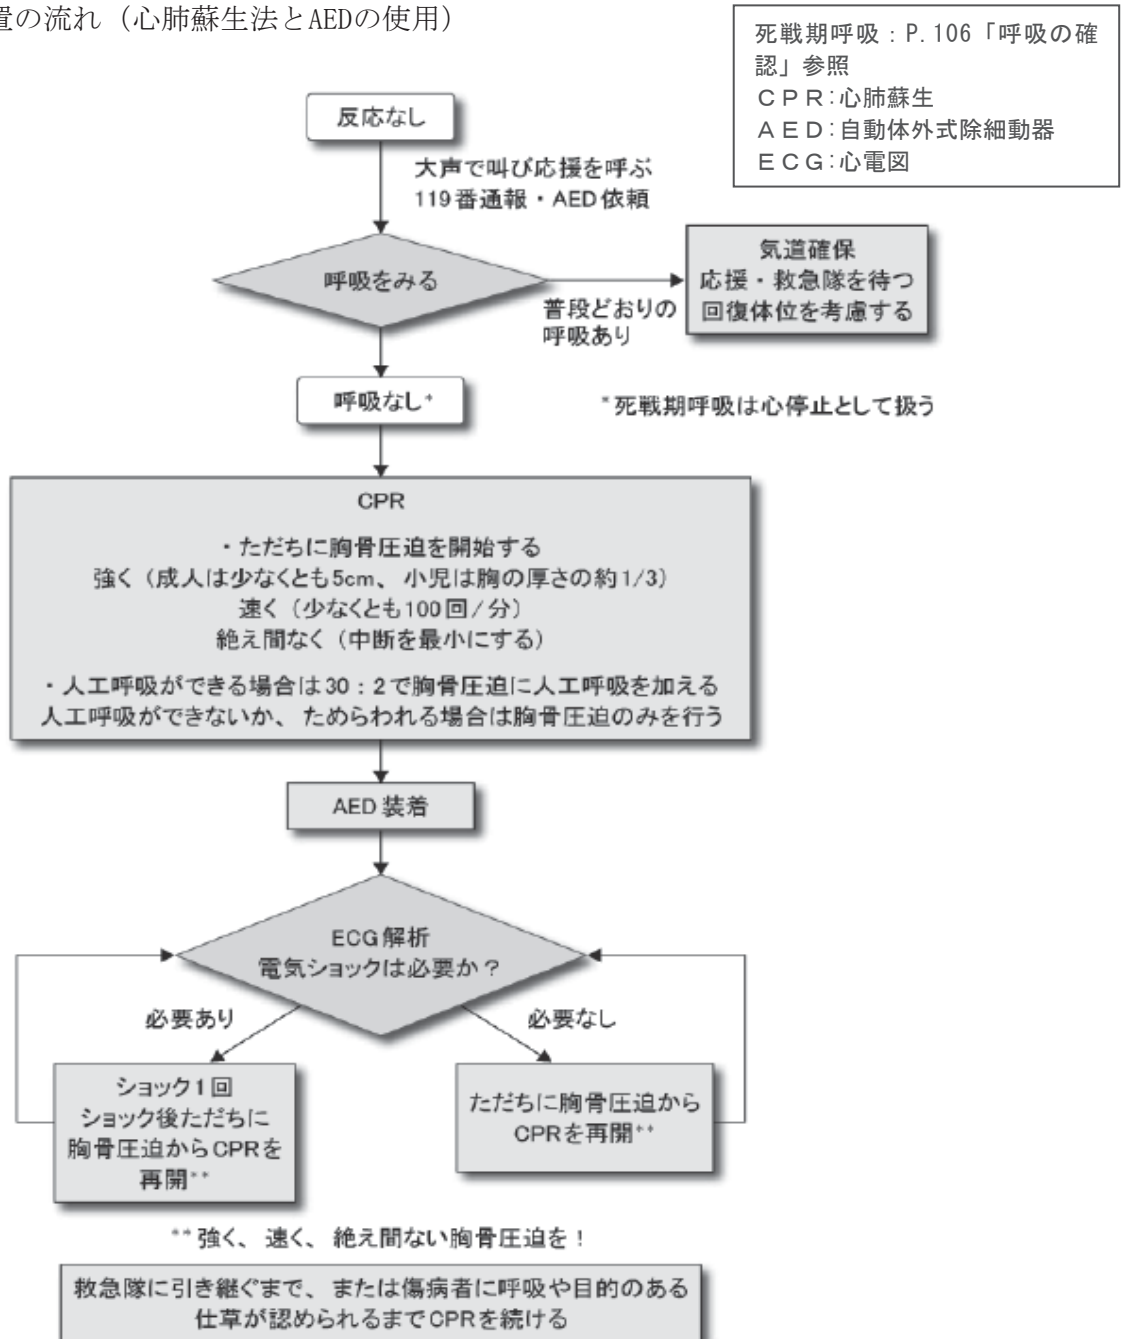 置の流れ（心肺蘇生法とAEDの使用）
死戦期呼吸：P.106「呼吸の確
認」参照
ＣＰＲ：心肺蘇生
ＡＥＤ：自動体外式除細動器
ＥＣＧ：心電図
反応なし
大声で叫び応援を呼ぶ
119番通報・AED依頼
呼吸をみる
普段どおりの
呼吸あり
気道確保
応援・救急隊を待つ
回復体位を考慮する
呼吸なし*
*死戦期呼吸は心停止として扱う
CPR
・ただちに胸骨圧迫を開始する
強く（成人は少なくとも5cm、小児は胸の厚さの約1/3）
速く（少なくとも100回/分）
絶え間なく（中断を最小にする）
・人工呼吸ができる場合は30：2で胸骨圧迫に人工呼吸を加える
人工呼吸ができないか、ためらわれる場合は胸骨圧迫のみを行う
AED装着
ECG解析
電気ショックは必要か？
必要あり
必要なし
ショック1回
ショック後ただちに
胸骨圧迫からCPRを
再開**
ただちに胸骨圧迫から
CPRを再開**
**強く、速く、絶え間ない胸骨圧迫を！
救急隊に引き継ぐまで、または傷病者に呼吸や目的のある
仕草が認められるまでCPRを続ける